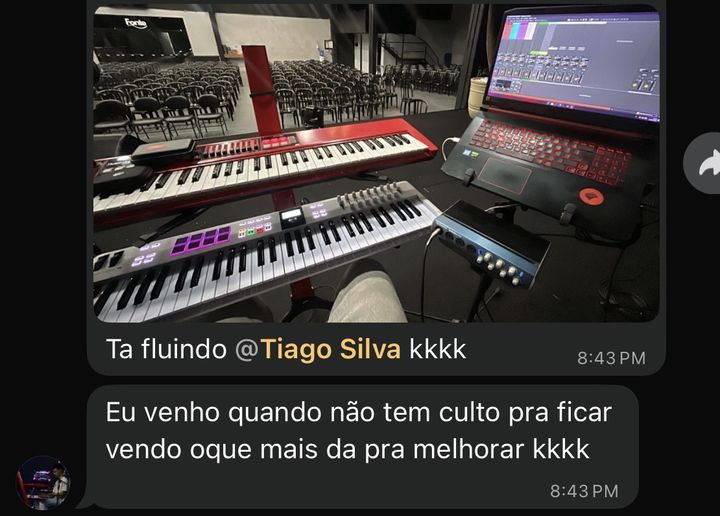 Fonte
Ta fluindo @Tiago Silva kkkk
8:43 PM
Eu venho quando não tem culto pra ficar
vendo oque mais da pra melhorar kkkk
8:43 PM